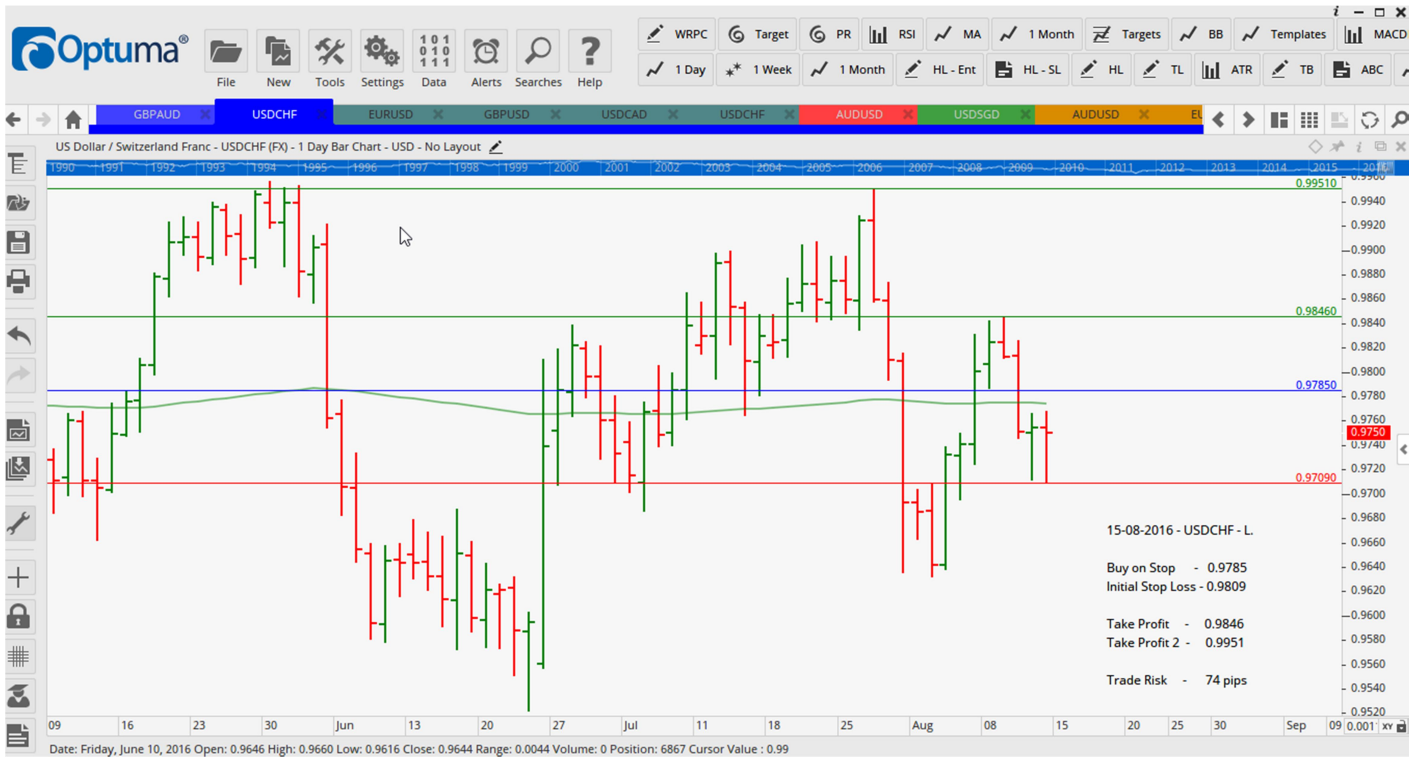 Optuma®
File New Tools Settings Data Alerts Searches Help
101
010
111
WRPC Target PR RSI MA 1 Month Targets BB Templates MACD
1 Day 1 Week 1 Month HL - Ent HL - SL HL TL ATR TB ABC
GBPAUD USDCHF EURUSD GBPUSD USDCAD USDCHF AUDUSD USDSGD AUDUSD EU
US Dollar / Switzerland Franc - USDCHF (FX) - 1 Day Bar Chart - USD - No Layout
1990 1991 1992 1993 1994 1995 1996 1997 1998 1999 2000 2001 2002 2003 2004 2005 2006 2007 2008 2009 2010 2011 2012 2013 2014 2015
0.9960
0.99510
0.9940
0.9920
0.9900
0.9880
0.9860
0.98460
0.9840
0.9820
0.9800
0.97850
0.9780
0.9760
0.9750
0.9740
0.9720
0.97090
0.9700
0.9680
0.9660
0.9640
0.9620
0.9600
0.9580
0.9560
0.9540
0.9520
15-08-2016 - USDCHF - L.
Buy on Stop - 0.9785
Initial Stop Loss - 0.9809
Take Profit - 0.9846
Take Profit 2 - 0.9951
Trade Risk - 74 pips
09 16 23 30 Jun 13 20 27 Jul 11 18 25 Aug 08 15 20 25 30 Sep 09 0.001 XY
Date: Friday, June 10, 2016 Open: 0.9646 High: 0.9660 Low: 0.9616 Close: 0.9644 Range: 0.0044 Volume: 0 Position: 6867 Cursor Value : 0.99